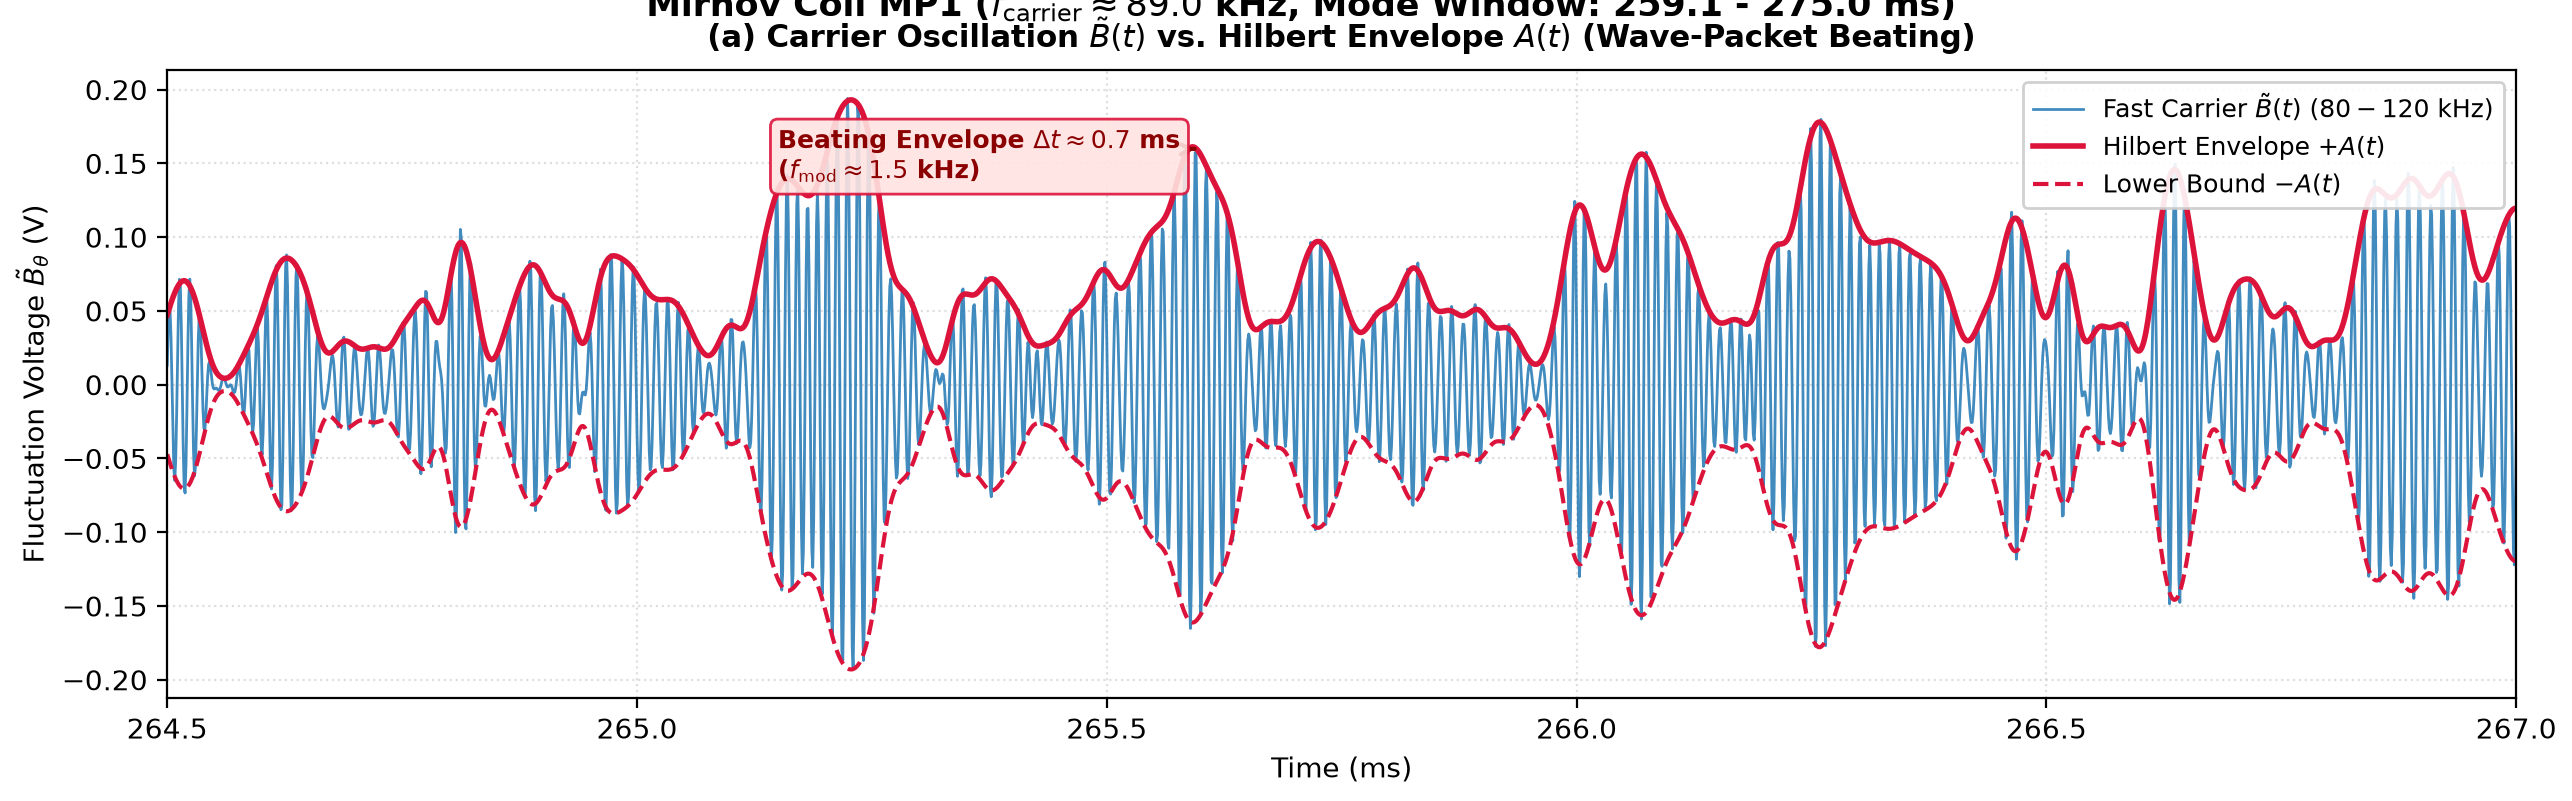 Mirnov Coil MP1 (f_carrier ≈ 89.0 kHz, Mode Window: 259.1 - 275.0 ms)
(a) Carrier Oscillation B̃(t) vs. Hilbert Envelope A(t) (Wave-Packet Beating)
Fluctuation Voltage B̃_θ (V)
0.20
0.15
0.10
0.05
0.00
−0.05
−0.10
−0.15
−0.20
Beating Envelope Δt ≈ 0.7 ms
(f_mod ≈ 1.5 kHz)
Fast Carrier B̃(t) (80 − 120 kHz)
Hilbert Envelope +A(t)
Lower Bound −A(t)
264.5
265.0
265.5
266.0
266.5
267.0
Time (ms)